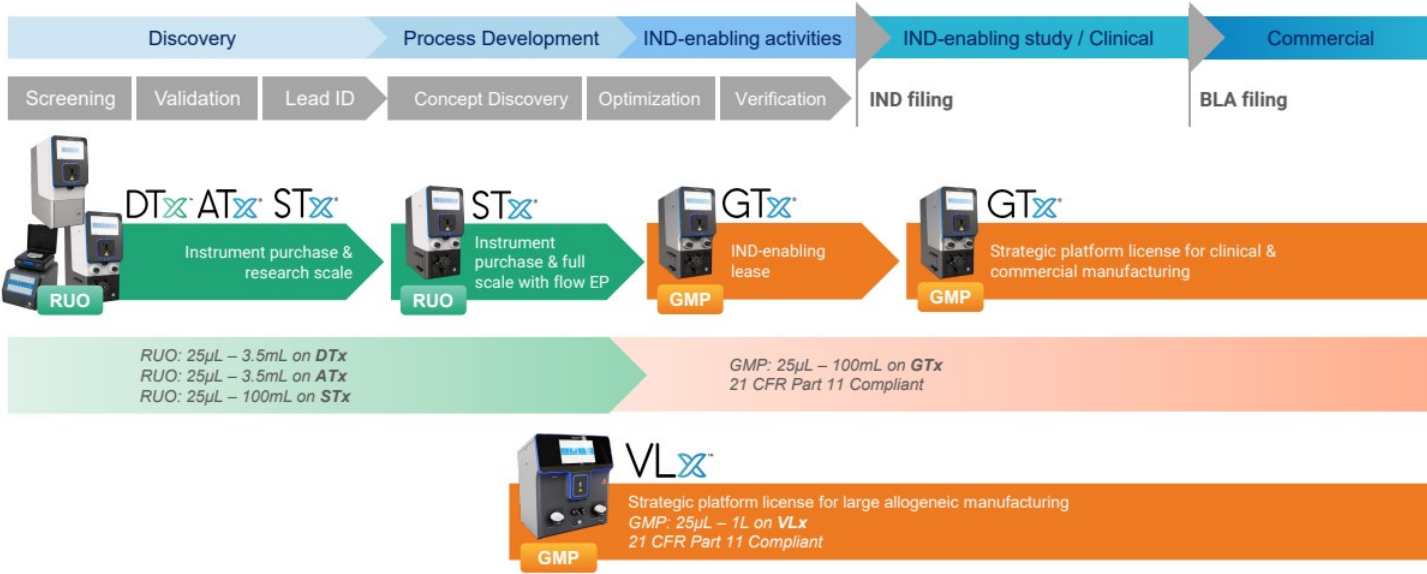 Discovery
Process Development
IND-enabling activities
IND-enabling study / Clinical
Commercial
Screening
Validation
Lead ID
Concept Discovery
Optimization
Verification
IND filing
BLA filing
DTx™ ATx® STx®
Instrument purchase &
research scale
RUO
STx®
Instrument
purchase & full
scale with flow EP
RUO
GTx®
IND-enabling
lease
GMP
GTx®
Strategic platform license for clinical &
commercial manufacturing
GMP
RUO: 25µL – 3.5mL on DTx
RUO: 25µL – 3.5mL on ATx
RUO: 25µL – 100mL on STx
GMP: 25µL – 100mL on GTx
21 CFR Part 11 Compliant
VLx™
Strategic platform license for large allogeneic manufacturing
GMP: 25µL – 1L on VLx
21 CFR Part 11 Compliant
GMP